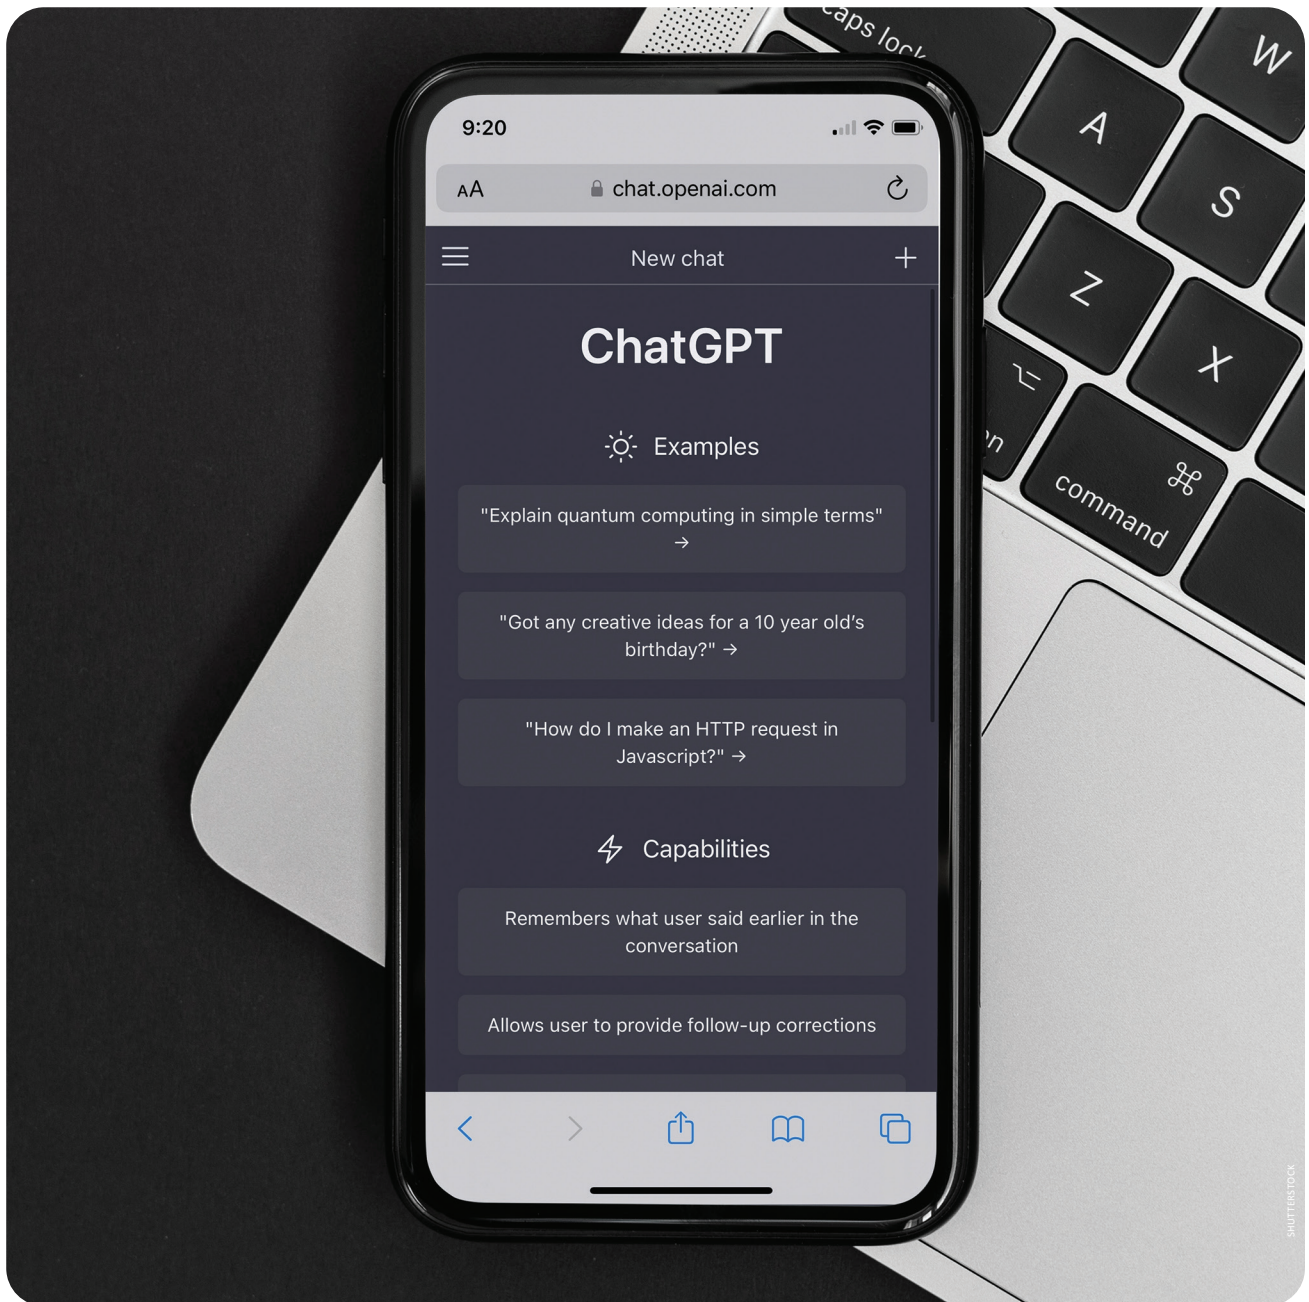 9:20
AA chat.openai.com
New chat
ChatGPT
Examples
"Explain quantum computing in simple terms"
→
"Got any creative ideas for a 10 year old's
birthday?" →
"How do I make an HTTP request in
Javascript?" →
Capabilities
Remembers what user said earlier in the
conversation
Allows user to provide follow-up corrections
caps lock
W
A
S
Z
X
command
SHUTTERSTOCK